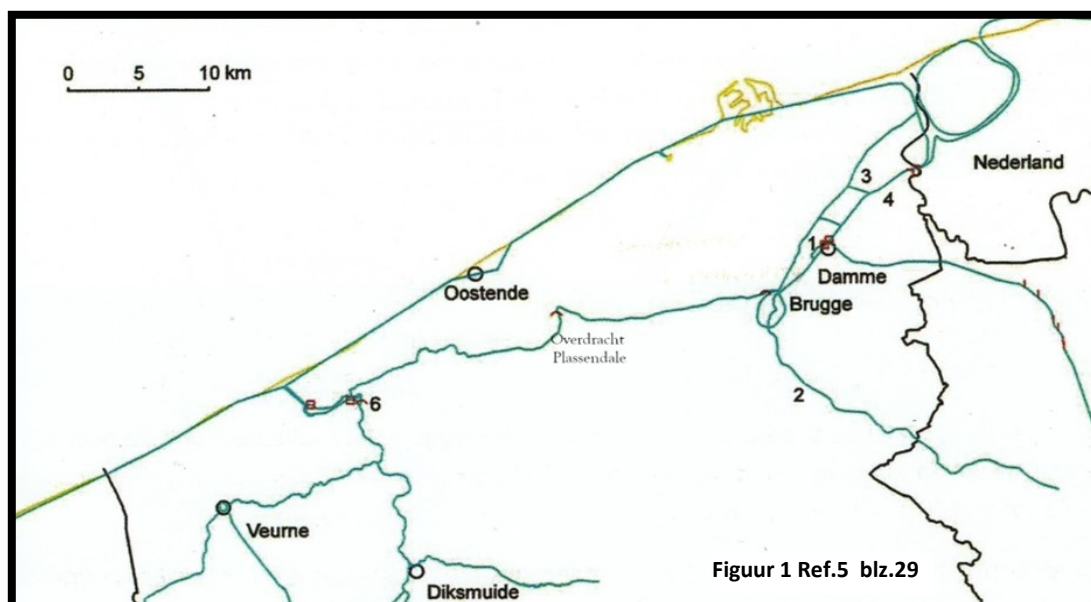 0 5 10 km
Nederland
3
4
1
Damme
Oostende
Brugge
Overdracht
Plassendale
2
6
Veurne
Diksmuide
Figuur 1 Ref.5 blz.29